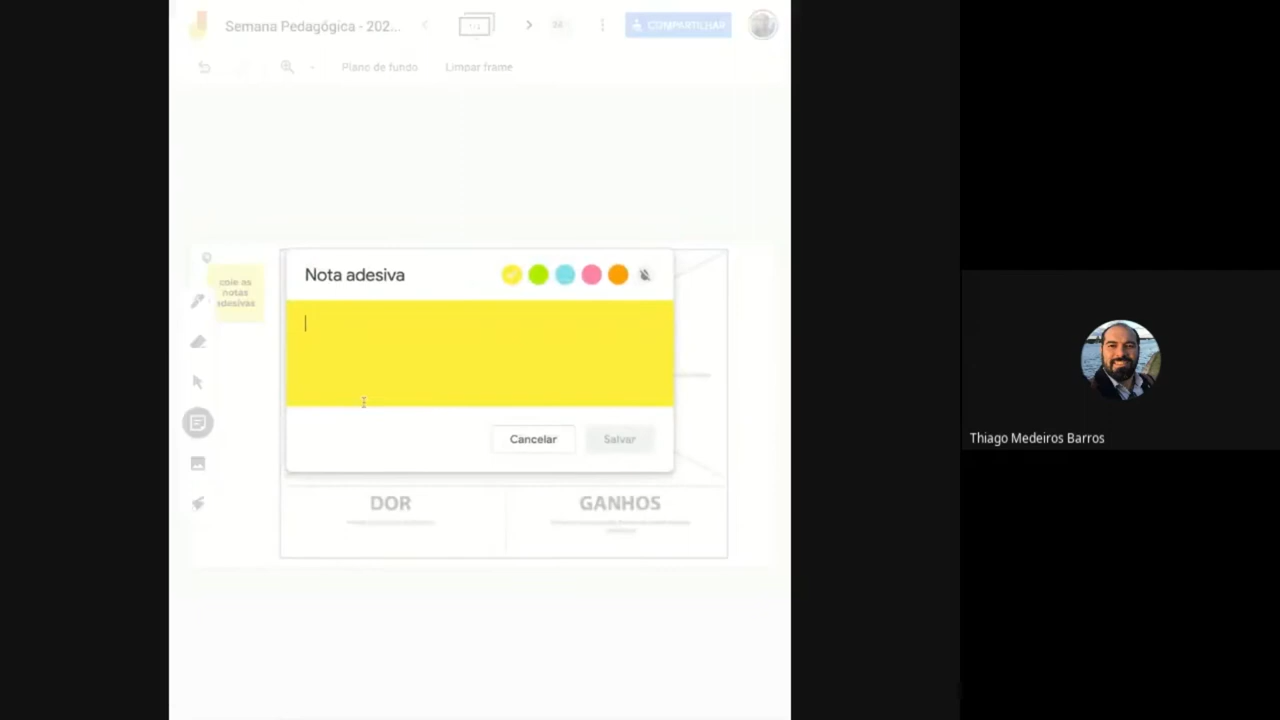 Semana Pedagógica - 202...
COMPARTILHAR
Plano de fundo
Limpar frame
cole as
notas
adesivas
Nota adesiva
Cancelar
Salvar
DOR
GANHOS
Thiago Medeiros Barros